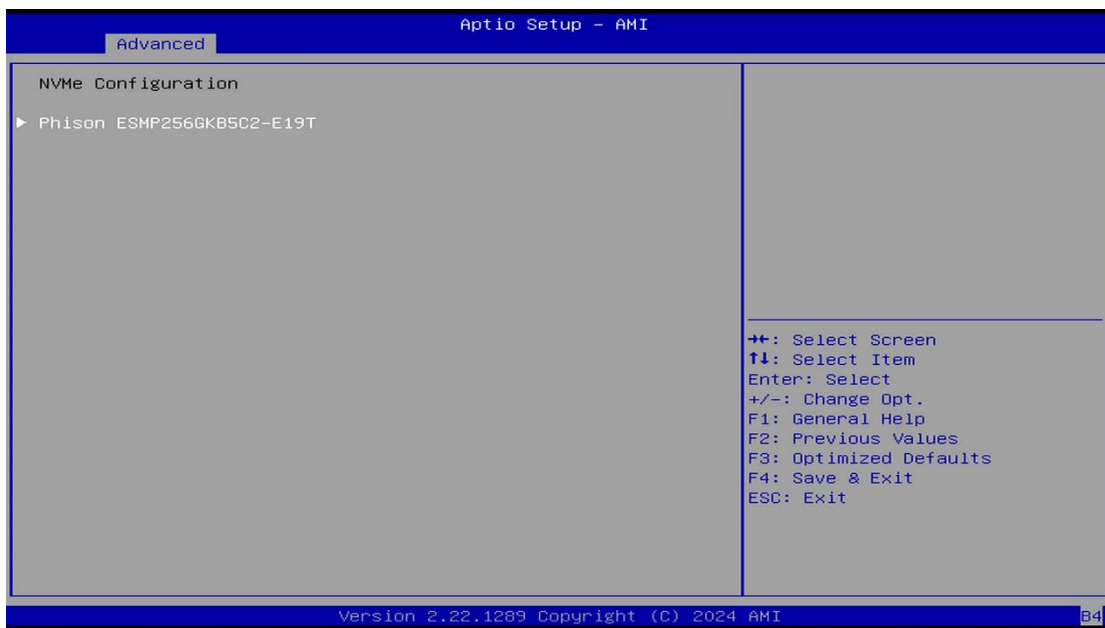 Aptio Setup – AMI
Advanced
NVMe Configuration
▶ Phison ESMP256GKB5C2-E19T
→←: Select Screen
↑↓: Select Item
Enter: Select
+/-: Change Opt.
F1: General Help
F2: Previous Values
F3: Optimized Defaults
F4: Save & Exit
ESC: Exit
Version 2.22.1289 Copyright (C) 2024 AMI
B4